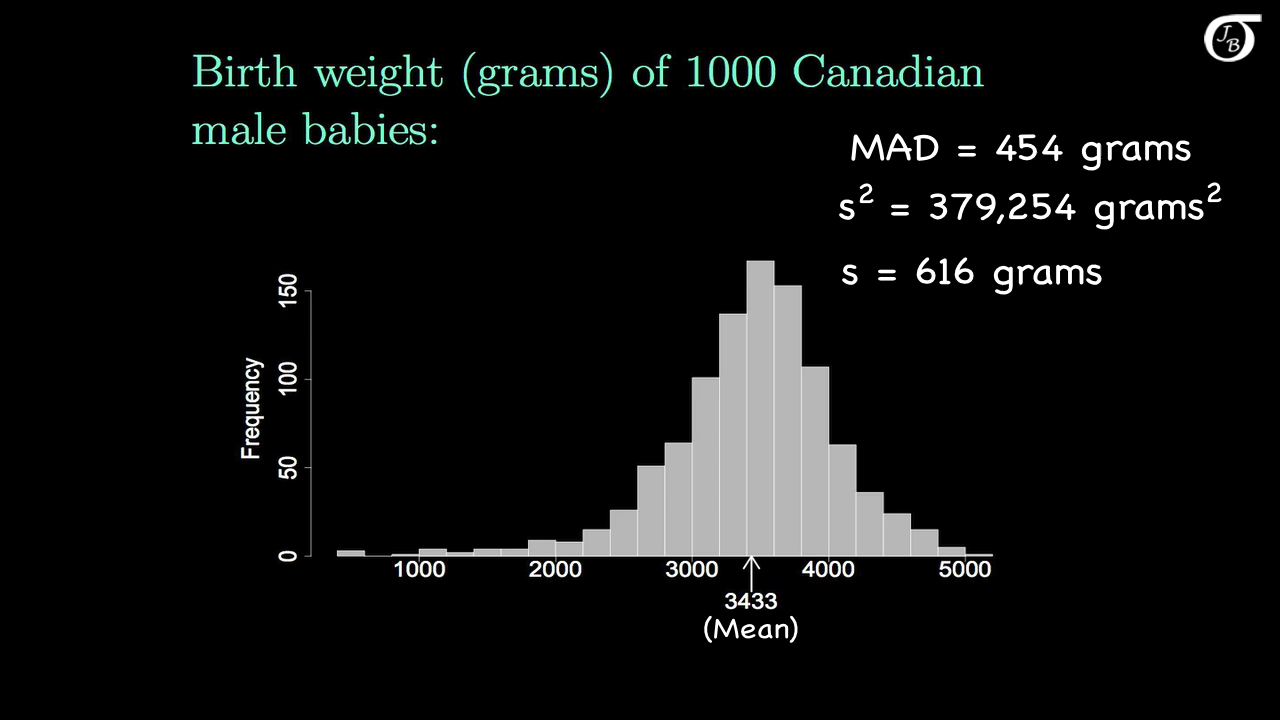 Birth weight (grams) of 1000 Canadian
male babies:
J
B
MAD = 454 grams
s² = 379,254 grams²
s = 616 grams
Frequency
150
100
50
0
1000 2000 3000 4000 5000
3433
(Mean)